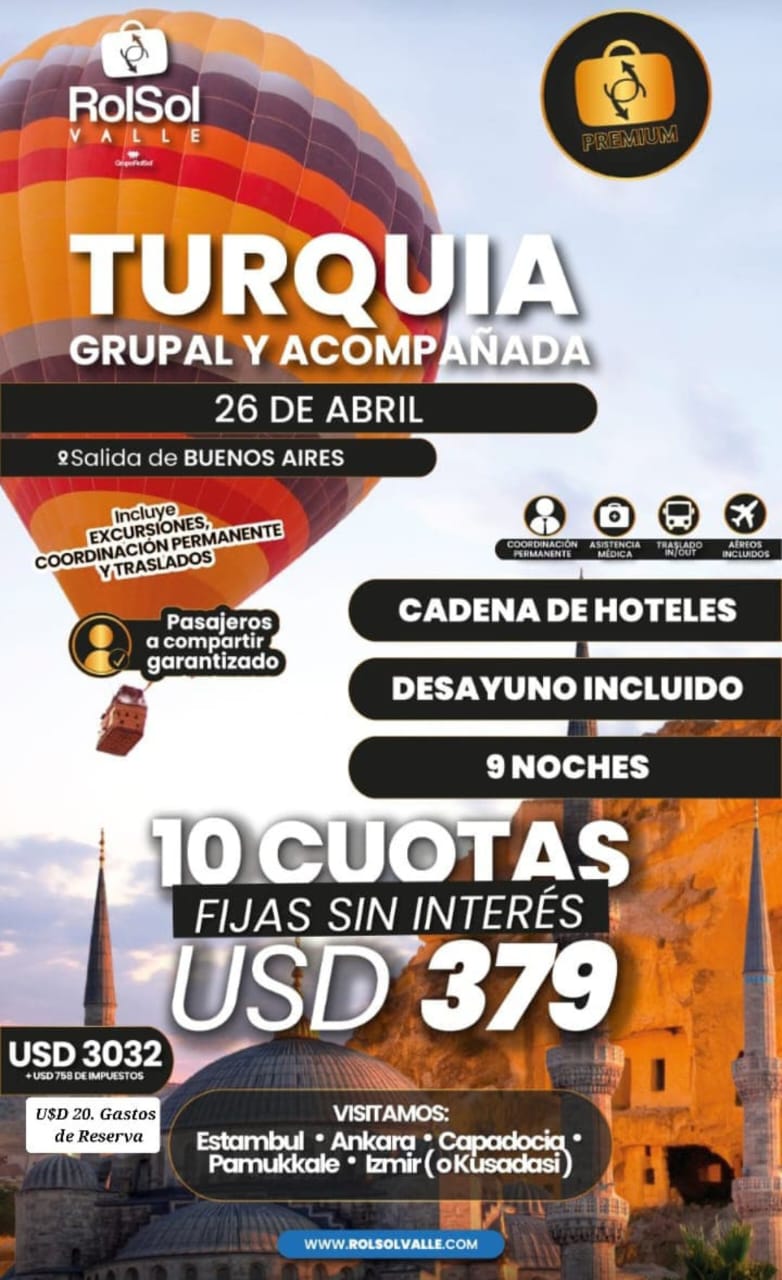 RolSol
VALLE
GrupoRolSol
PREMIUM
TURQUIA
GRUPAL Y ACOMPAÑADA
26 DE ABRIL
Salida de BUENOS AIRES
Incluye
EXCURSIONES,
COORDINACIÓN PERMANENTE
Y TRASLADOS
COORDINACIÓN
PERMANENTE
ASISTENCIA
MÉDICA
TRASLADO
IN/OUT
AÉREOS
INCLUIDOS
Pasajeros
a compartir
garantizado
CADENA DE HOTELES
DESAYUNO INCLUIDO
9 NOCHES
10 CUOTAS
FIJAS SIN INTERÉS
USD 379
USD 3032
+ USD 758 DE IMPUESTOS
U$D 20. Gastos
de Reserva
VISITAMOS:
Estambul • Ankara • Capadocia •
Pamukkale • Izmir ( o Kusadasi )
WWW.ROLSOLVALLE.COM